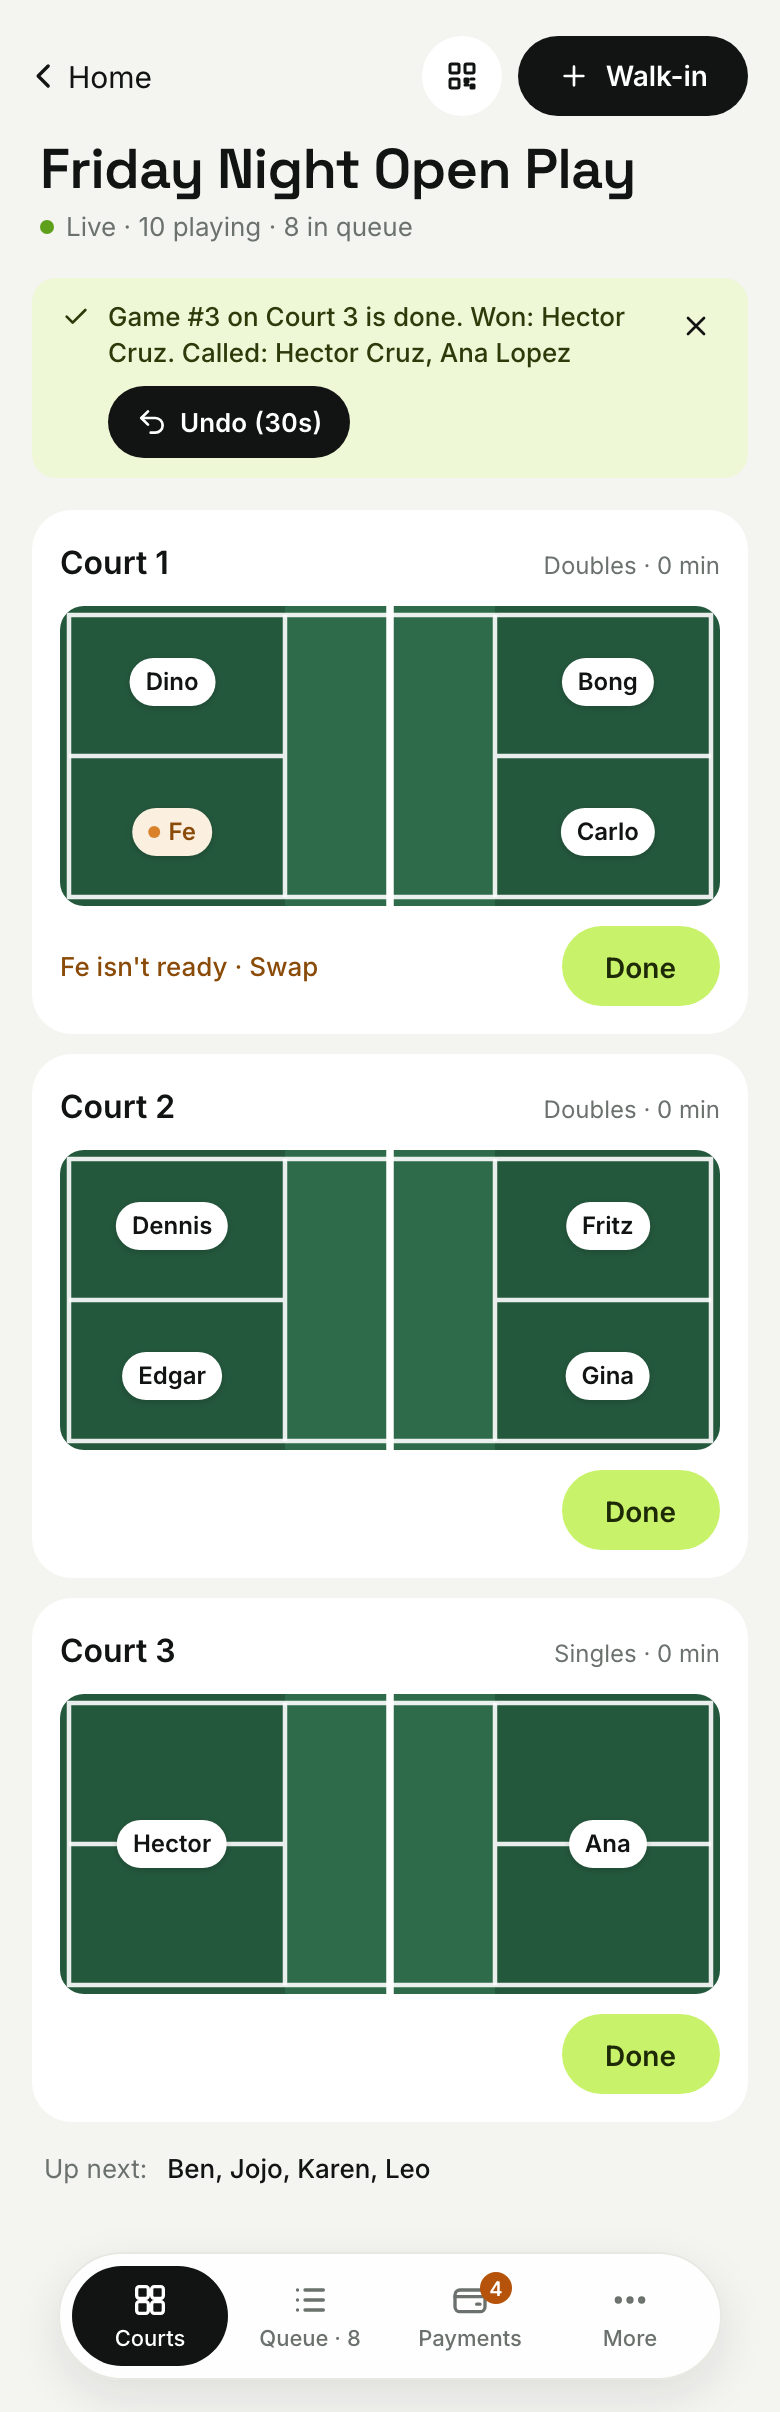 Home
Walk-in
Friday Night Open Play
Live · 10 playing · 8 in queue
Game #3 on Court 3 is done. Won: Hector
Cruz. Called: Hector Cruz, Ana Lopez
Undo (30s)
Court 1
Doubles · 0 min
Dino
Bong
Fe
Carlo
Fe isn't ready · Swap
Done
Court 2
Doubles · 0 min
Dennis
Fritz
Edgar
Gina
Done
Court 3
Singles · 0 min
Hector
Ana
Done
Up next: Ben, Jojo, Karen, Leo
4
Courts
Queue · 8
Payments
More